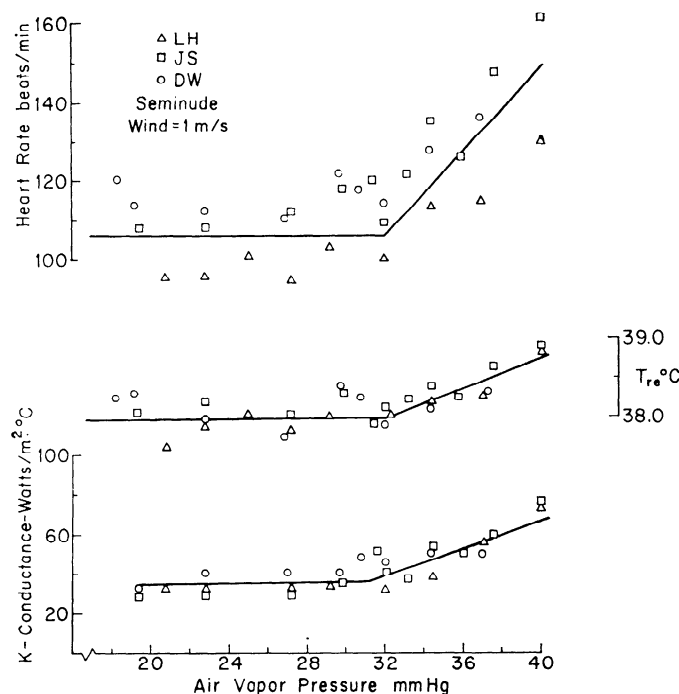 Heart Rate beats/min
160
140
120
100
△ LH
□ JS
○ DW
Seminude
Wind = 1 m/s
39.0
Tre°C
38.0
K-Conductance-Watts/m²°C
100
60
20
20 24 28 32 36 40
Air Vapor Pressure mmHg